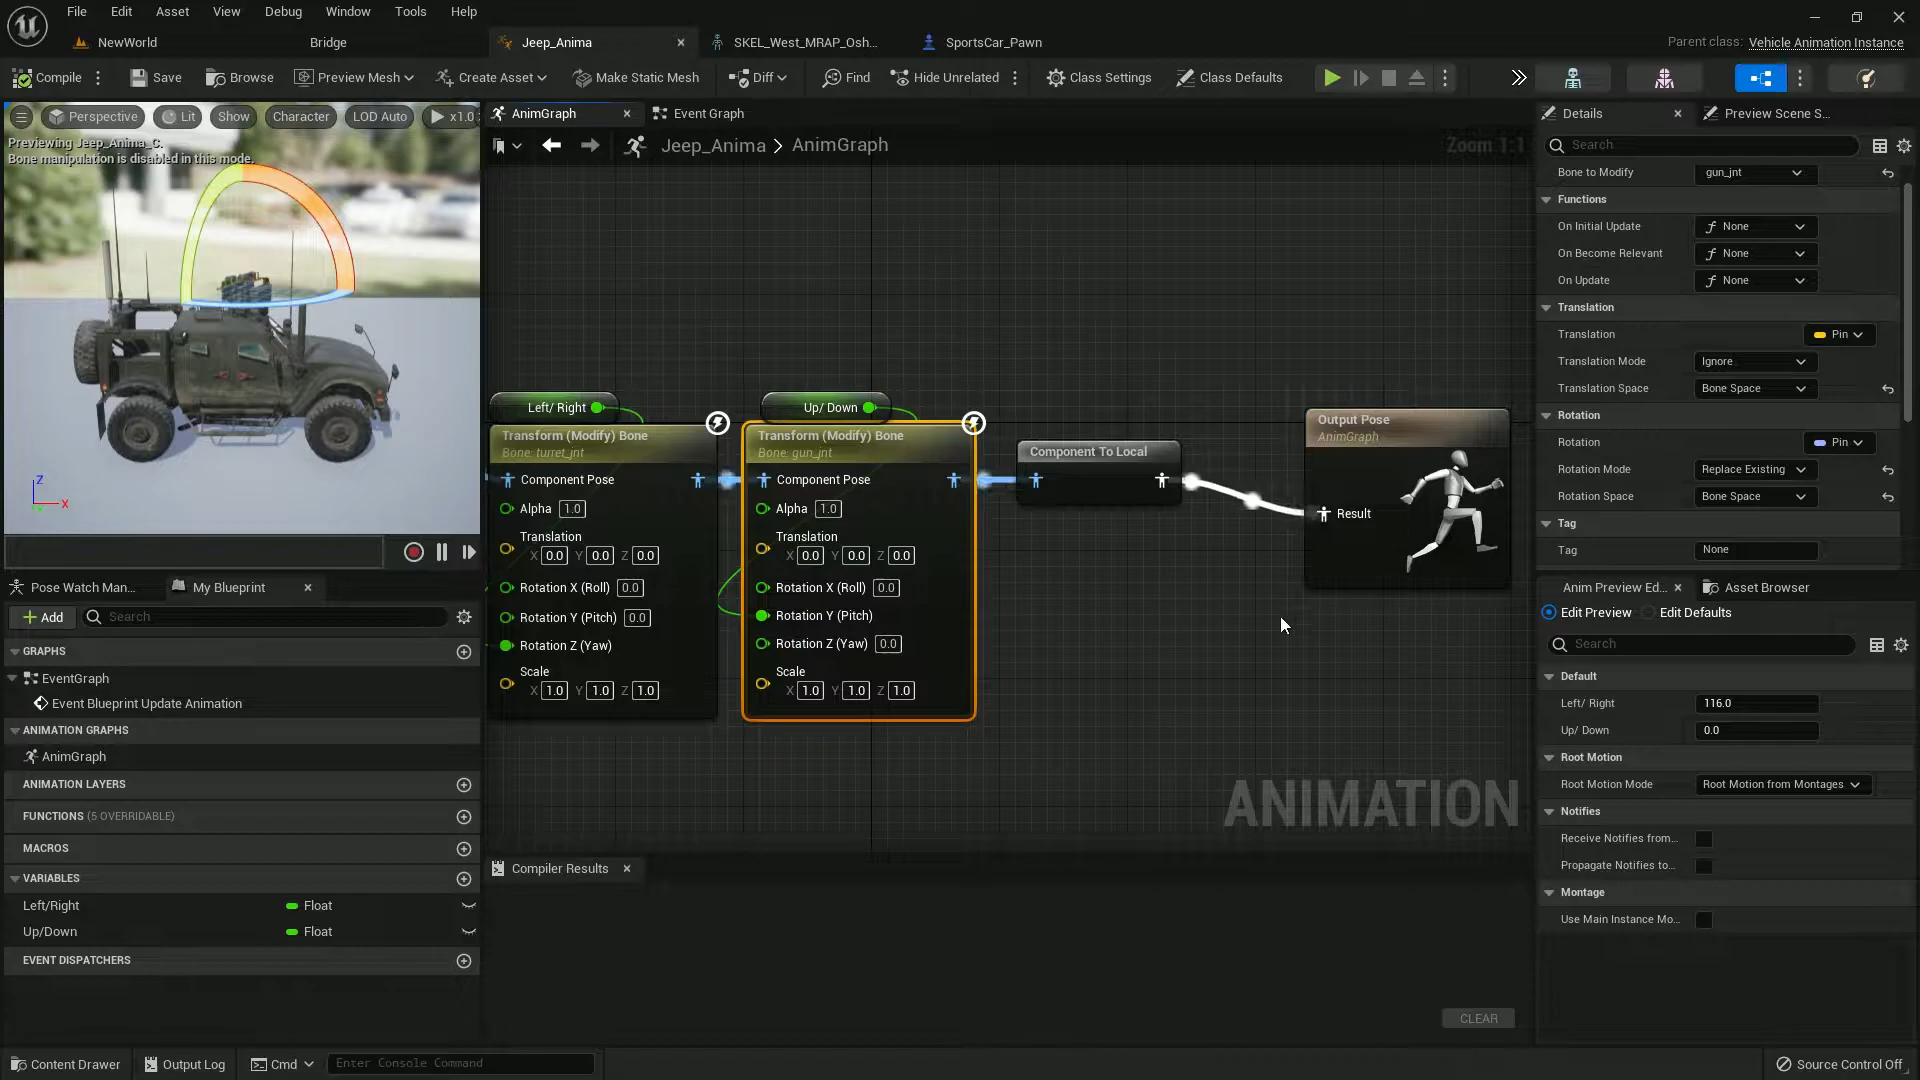 File Edit Asset View Debug Window Tools Help
NewWorld Bridge Jeep_Anima SKEL_West_MRAP_Osh... SportsCar_Pawn Parent class: Vehicle Animation Instance
Compile Save Browse Preview Mesh Create Asset Make Static Mesh Diff Find Hide Unrelated Class Settings Class Defaults
Perspective Lit Show Character LOD Auto x1.0
Previewing Jeep_Anima_C.
Bone manipulation is disabled in this mode.
Z
X
AnimGraph Event Graph
Jeep_Anima > AnimGraph Zoom 1:1
Left/ Right
Transform (Modify) Bone
Bone: turret_jnt
Component Pose
Alpha 1.0
Translation
X 0.0 Y 0.0 Z 0.0
Rotation X (Roll) 0.0
Rotation Y (Pitch) 0.0
Rotation Z (Yaw)
Scale
X 1.0 Y 1.0 Z 1.0
Up/ Down
Transform (Modify) Bone
Bone: gun_jnt
Component Pose
Alpha 1.0
Translation
X 0.0 Y 0.0 Z 0.0
Rotation X (Roll) 0.0
Rotation Y (Pitch)
Rotation Z (Yaw) 0.0
Scale
X 1.0 Y 1.0 Z 1.0
Component To Local
Output Pose
AnimGraph
Result
ANIMATION
Compiler Results
CLEAR
Pose Watch Man... My Blueprint
Add Search
GRAPHS
EventGraph
Event Blueprint Update Animation
ANIMATION GRAPHS
AnimGraph
ANIMATION LAYERS
FUNCTIONS (5 OVERRIDABLE)
MACROS
VARIABLES
Left/Right Float
Up/Down Float
EVENT DISPATCHERS
Details Preview Scene S...
Search
Bone to Modify gun_jnt
Functions
On Initial Update f None
On Become Relevant f None
On Update f None
Translation
Translation Pin
Translation Mode Ignore
Translation Space Bone Space
Rotation
Rotation Pin
Rotation Mode Replace Existing
Rotation Space Bone Space
Tag
Tag None
Anim Preview Ed... Asset Browser
Edit Preview Edit Defaults
Search
Default
Left/ Right 116.0
Up/ Down 0.0
Root Motion
Root Motion Mode Root Motion from Montages
Notifies
Receive Notifies from...
Propagate Notifies to...
Montage
Use Main Instance Mo...
Content Drawer Output Log Cmd Enter Console Command Source Control Off